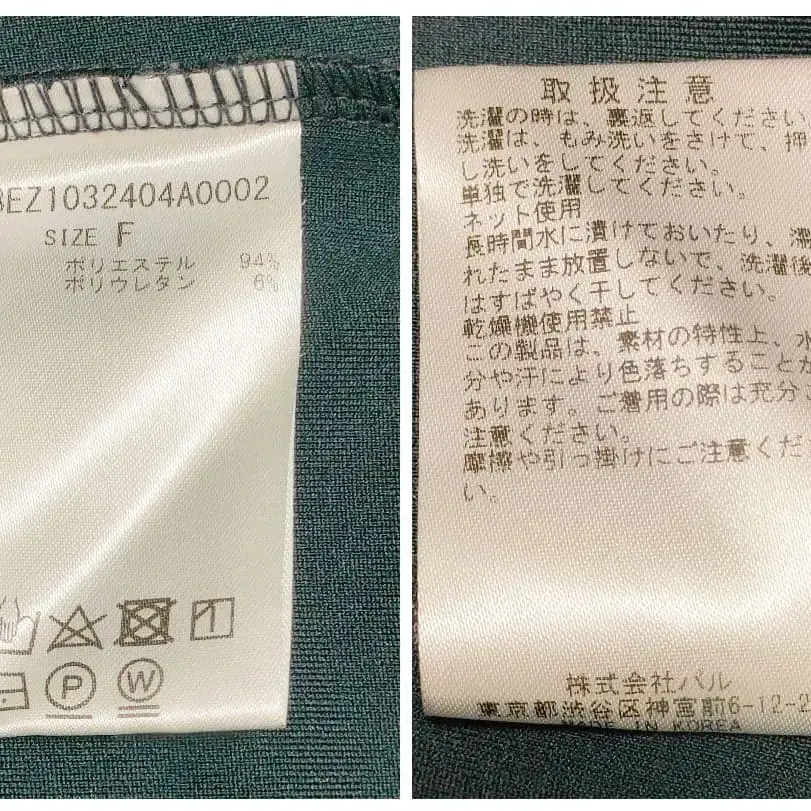 BEZ1032404A0002
SIZE F
ポリエステル 94%
ポリウレタン 6%
P
W
取扱注意
洗濯の時は、裏返してください
洗濯は、もみ洗いをさけて、押
し洗いをしてください。
単独で洗濯してください。
ネット使用
長時間水に漬けておいたり、濡
れたまま放置しないで、洗濯後
はすばやく干してください。
乾燥機使用禁止
この製品は、素材の特性上、水
分や汗により色落ちすることが
あります。ご着用の際は充分
注意ください。
摩擦や引っ掛けにご注意くださ
い。
株式会社パル
東京都渋谷区神宮前6-12-2
MADE IN KOREA